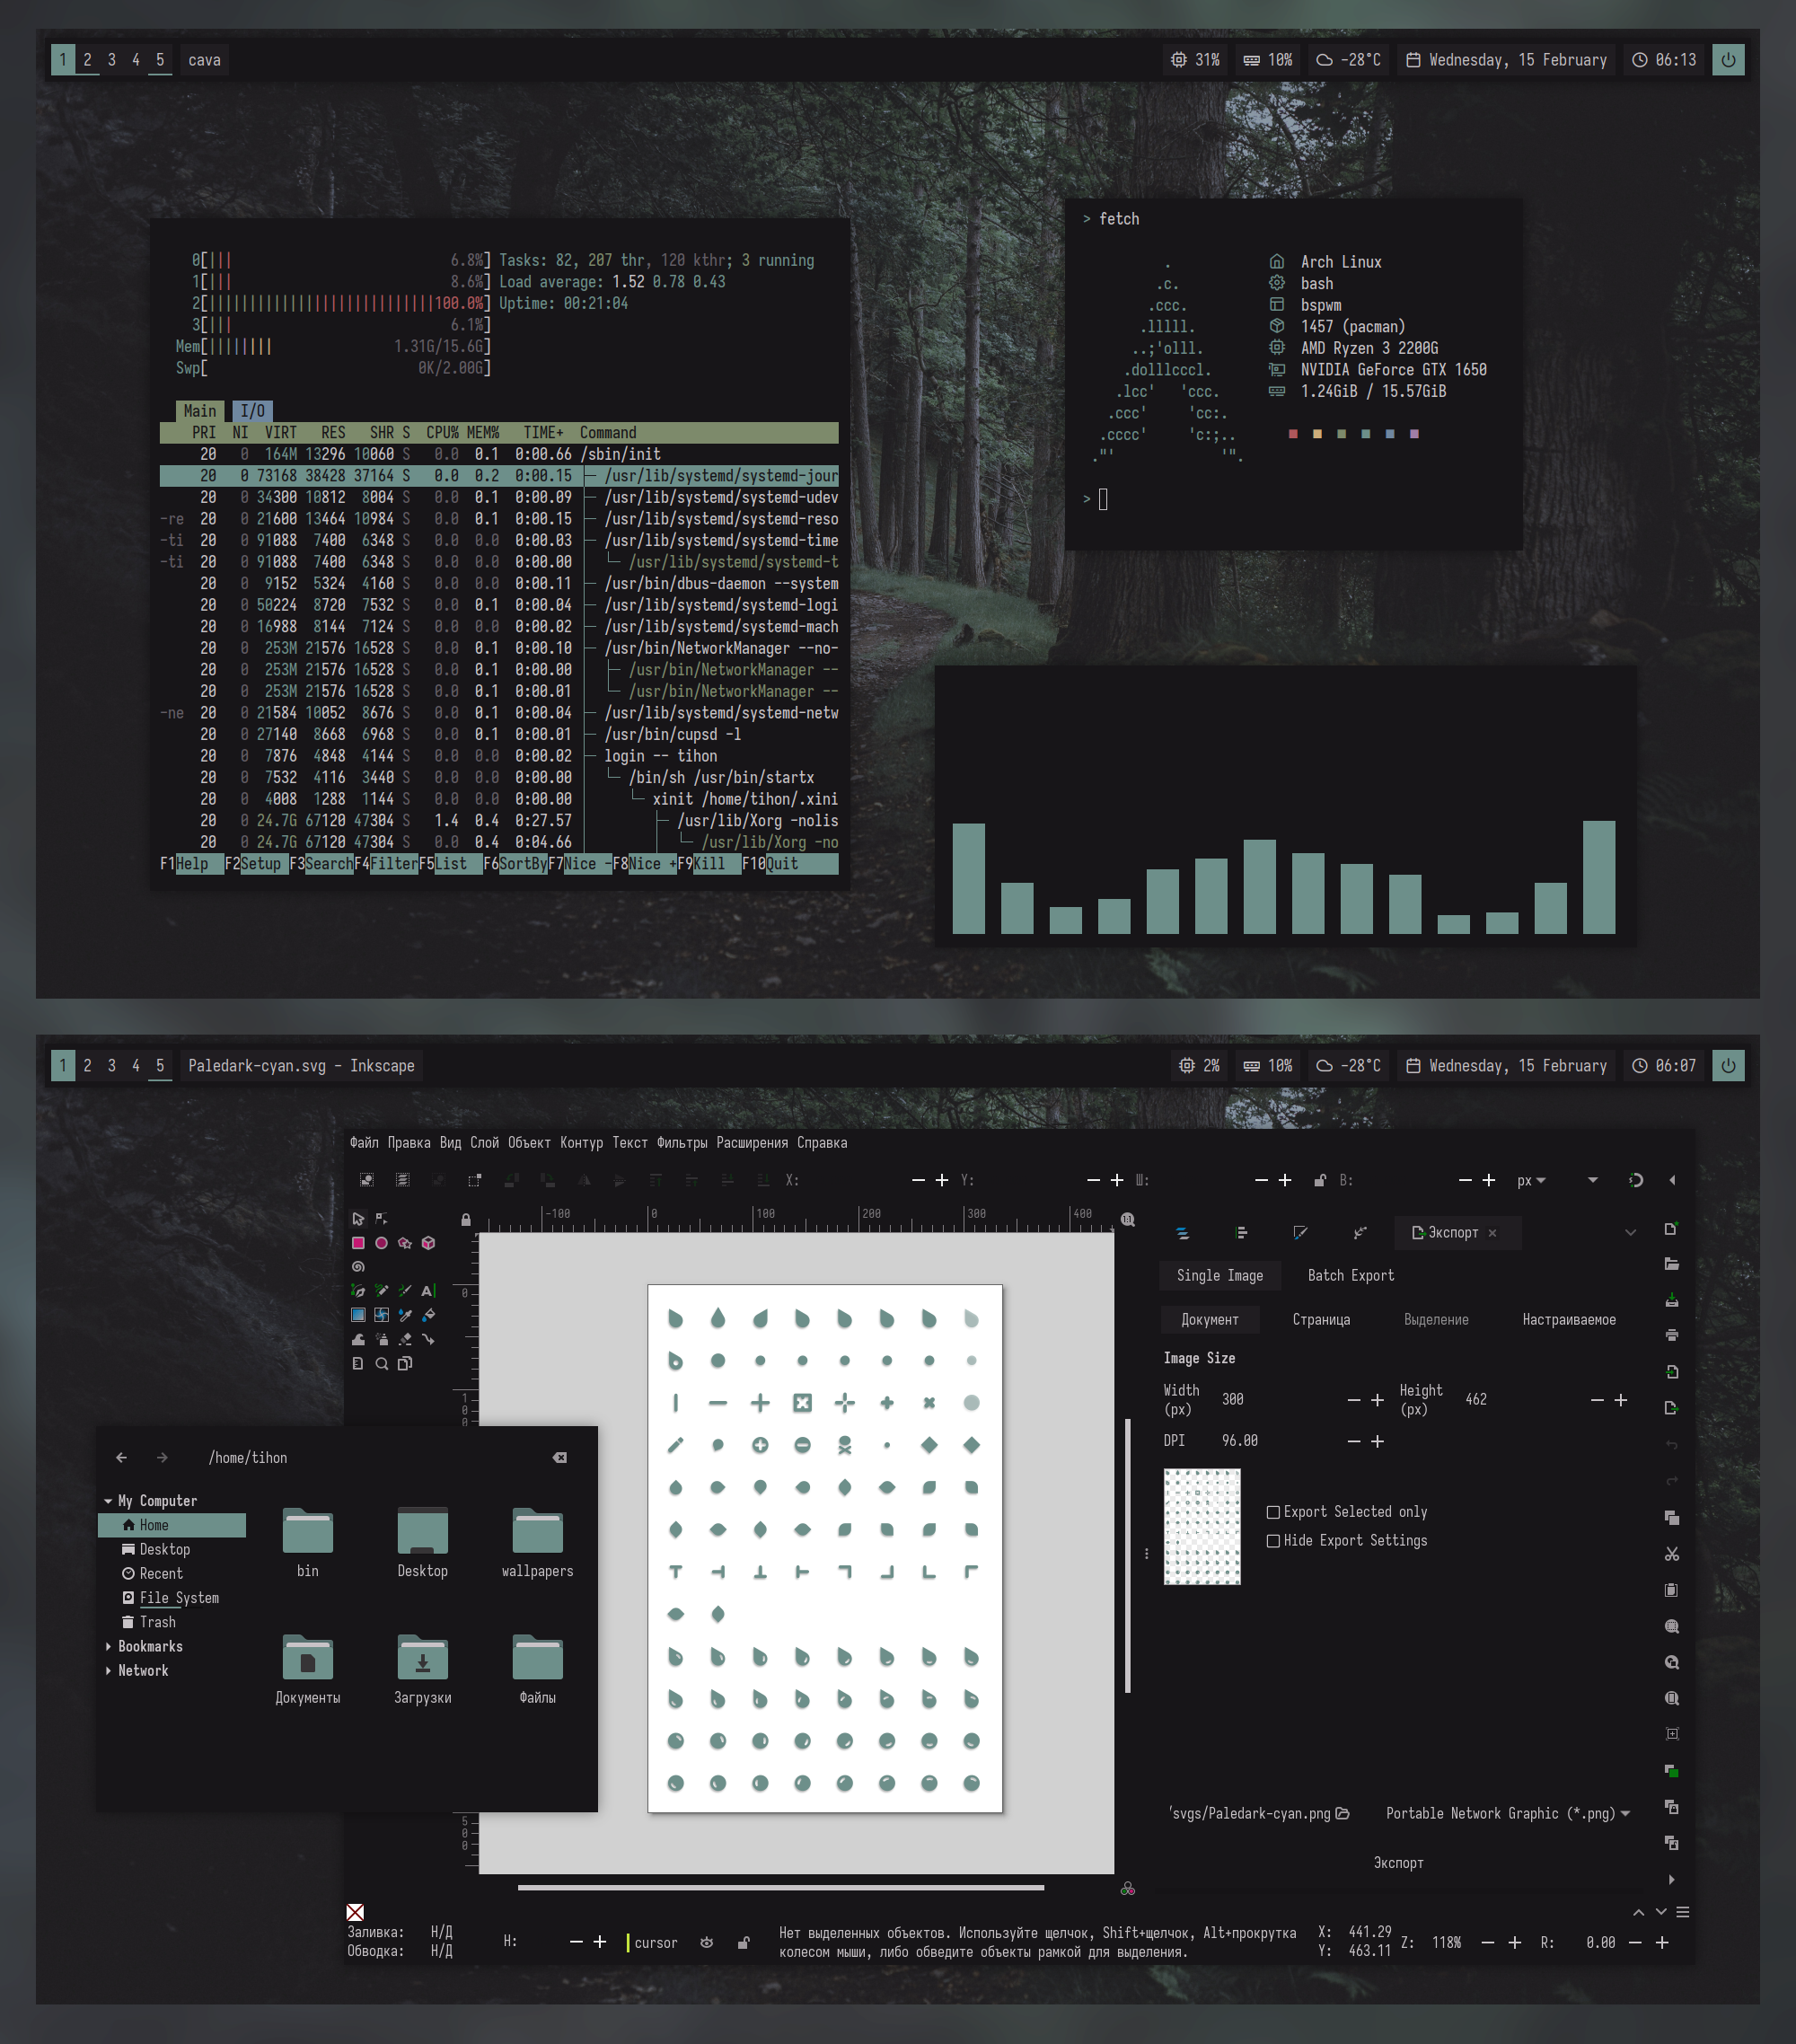 1 2 3 4 5 cava 31% 10% -28°C Wednesday, 15 February 06:13
0[||| 6.8%] Tasks: 82, 207 thr, 120 kthr; 3 running
1[||| 8.6%] Load average: 1.52 0.78 0.43
2[||||||||||||||||||||||||||||100.0%] Uptime: 00:21:04
3[||| 6.1%]
Mem[|||||||| 1.31G/15.6G]
Swp[ 0K/2.00G]
Main I/O
PRI NI VIRT RES SHR S CPU% MEM% TIME+ Command
20 0 164M 13296 10060 S 0.0 0.1 0:00.66 /sbin/init
20 0 73168 38428 37164 S 0.0 0.2 0:00.15 ├─ /usr/lib/systemd/systemd-jour
20 0 34300 10812 8004 S 0.0 0.1 0:00.09 ├─ /usr/lib/systemd/systemd-udev
-re 20 0 21600 13464 10984 S 0.0 0.1 0:00.15 ├─ /usr/lib/systemd/systemd-reso
-ti 20 0 91088 7400 6348 S 0.0 0.0 0:00.03 ├─ /usr/lib/systemd/systemd-time
-ti 20 0 91088 7400 6348 S 0.0 0.0 0:00.00 │ └─ /usr/lib/systemd/systemd-t
20 0 9152 5324 4160 S 0.0 0.0 0:00.11 ├─ /usr/bin/dbus-daemon --system
20 0 50224 8720 7532 S 0.0 0.1 0:00.04 ├─ /usr/lib/systemd/systemd-logi
20 0 16988 8144 7124 S 0.0 0.0 0:00.02 ├─ /usr/lib/systemd/systemd-mach
20 0 253M 21576 16528 S 0.0 0.1 0:00.10 ├─ /usr/bin/NetworkManager --no-
20 0 253M 21576 16528 S 0.0 0.1 0:00.00 │ ├─ /usr/bin/NetworkManager --
20 0 253M 21576 16528 S 0.0 0.1 0:00.01 │ └─ /usr/bin/NetworkManager --
-ne 20 0 21584 10052 8676 S 0.0 0.1 0:00.04 ├─ /usr/lib/systemd/systemd-netw
20 0 27140 8668 6968 S 0.0 0.1 0:00.01 ├─ /usr/bin/cupsd -l
20 0 7876 4848 4144 S 0.0 0.0 0:00.02 ├─ login -- tihon
20 0 7532 4116 3440 S 0.0 0.0 0:00.00 │ └─ /bin/sh /usr/bin/startx
20 0 4008 1288 1144 S 0.0 0.0 0:00.00 │ └─ xinit /home/tihon/.xini
20 0 24.7G 67120 47304 S 1.4 0.4 0:27.57 │ ├─ /usr/lib/Xorg -nolis
20 0 24.7G 67120 47304 S 0.0 0.4 0:04.66 │ │ └─ /usr/lib/Xorg -no
F1Help F2Setup F3SearchF4FilterF5List F6SortByF7Nice -F8Nice +F9Kill F10Quit
> fetch
. Arch Linux
.c. bash
.ccc. bspwm
.lllll. 1457 (pacman)
..;'olll. AMD Ryzen 3 2200G
.dolllcccl. NVIDIA GeForce GTX 1650
.lcc' 'ccc. 1.24GiB / 15.57GiB
.ccc' 'cc:.
.cccc' 'c:;..
."' '".
>
1 2 3 4 5 Paledark-cyan.svg - Inkscape 2% 10% -28°C Wednesday, 15 February 06:07
Файл Правка Вид Слой Объект Контур Текст Фильтры Расширения Справка
X: Y: Ш: В: px
-100 0 100 200 300 400
1:1
Экспорт
Single Image Batch Export
Документ Страница Выделение Настраиваемое
Image Size
Width (px) 300 Height (px) 462
DPI 96.00
Export Selected only
Hide Export Settings
A
0
100
500
/home/tihon
My Computer
Home
Desktop
Recent
File System
Trash
Bookmarks
Network
bin Desktop wallpapers
Документы Загрузки Файлы
svgs/Paledark-cyan.png Portable Network Graphic (*.png)
Экспорт
Заливка: Н/Д
Обводка: Н/Д
Н: cursor
Нет выделенных объектов. Используйте щелчок, Shift+щелчок, Alt+прокрутка
колесом мыши, либо обведите объекты рамкой для выделения.
X: 441.29
Y: 463.11
Z: 118% R: 0.00